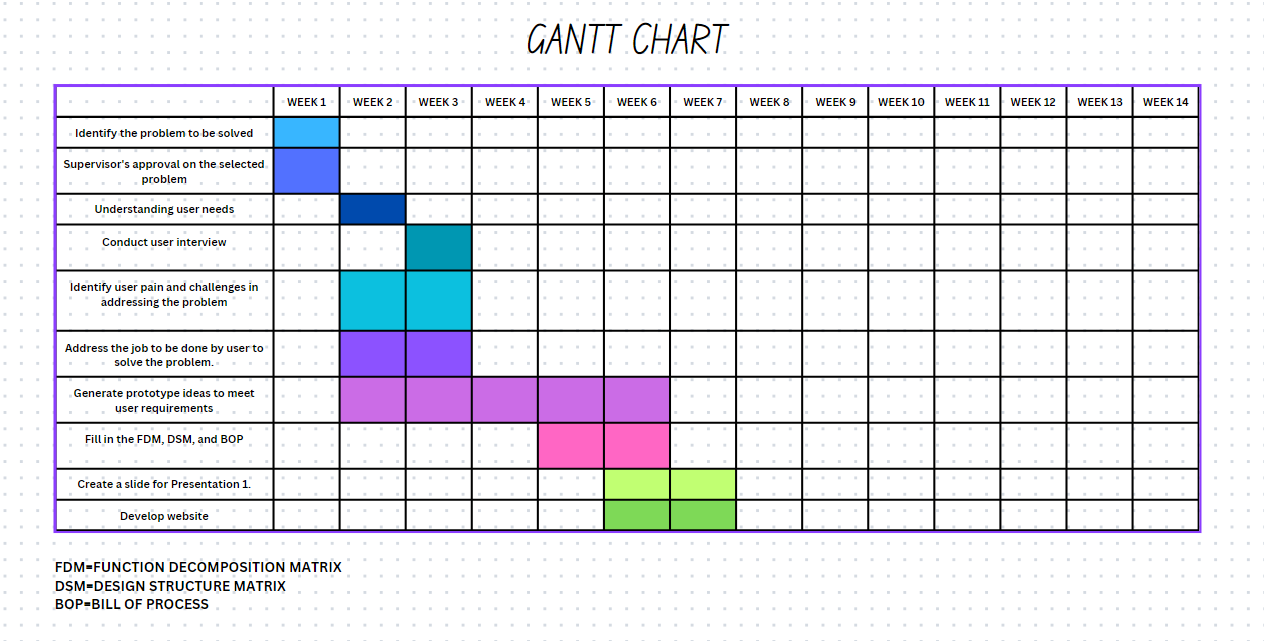 GANTT CHART
WEEK 1 WEEK 2 WEEK 3 WEEK 4 WEEK 5 WEEK 6 WEEK 7 WEEK 8 WEEK 9 WEEK 10 WEEK 11 WEEK 12 WEEK 13 WEEK 14
Identify the problem to be solved
Supervisor's approval on the selected
problem
Understanding user needs
Conduct user interview
Identify user pain and challenges in
addressing the problem
Address the job to be done by user to
solve the problem.
Generate prototype ideas to meet
user requirements
Fill in the FDM, DSM, and BOP
Create a slide for Presentation 1.
Develop website
FDM=FUNCTION DECOMPOSITION MATRIX
DSM=DESIGN STRUCTURE MATRIX
BOP=BILL OF PROCESS